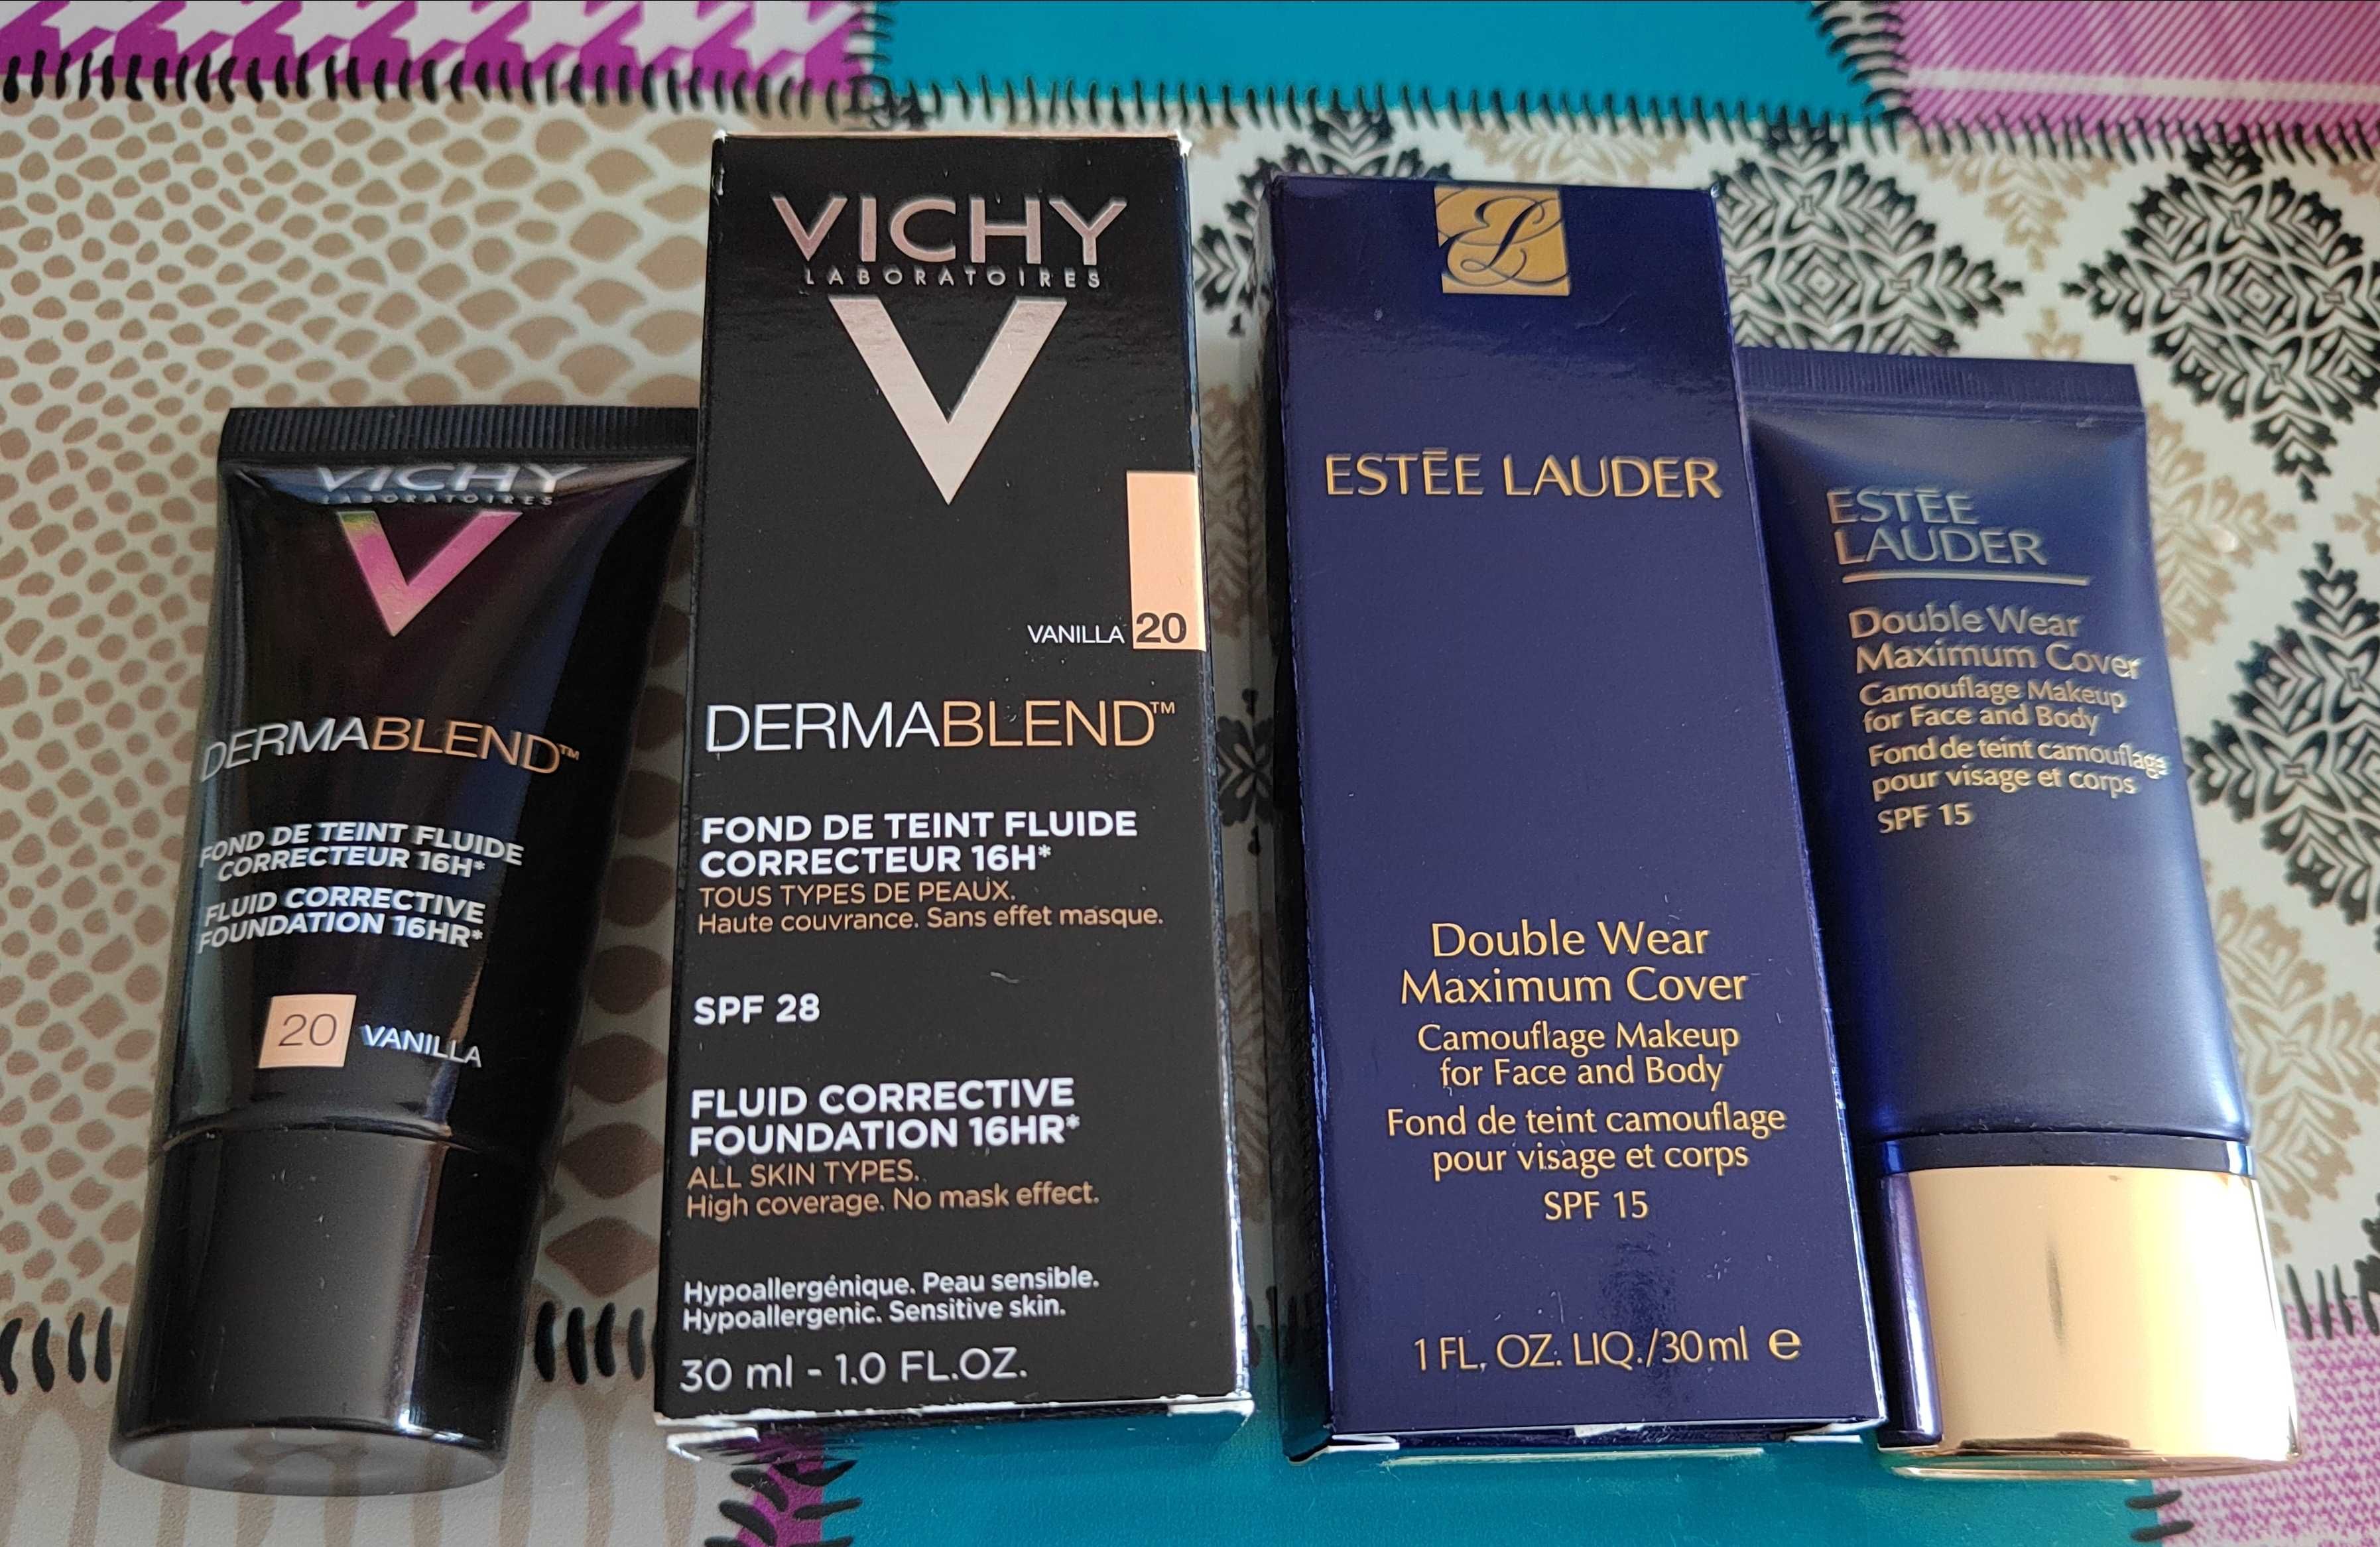 VICHY
LABORATOIRES
DERMABLEND™
FOND DE TEINT FLUIDE
CORRECTEUR 16H*
FLUID CORRECTIVE
FOUNDATION 16HR*
20 VANILLA
VICHY
LABORATOIRES
VANILLA 20
DERMABLEND™
FOND DE TEINT FLUIDE
CORRECTEUR 16H*
TOUS TYPES DE PEAUX.
Haute couvrance. Sans effet masque.
SPF 28
FLUID CORRECTIVE
FOUNDATION 16HR*
ALL SKIN TYPES.
High coverage. No mask effect.
Hypoallergénique. Peau sensible.
Hypoallergenic. Sensitive skin.
30 ml - 1.0 FL.OZ.
ESTĒE LAUDER
Double Wear
Maximum Cover
Camouflage Makeup
for Face and Body
Fond de teint camouflage
pour visage et corps
SPF 15
1 FL. OZ. LIQ./30ml e
ESTĒE
LAUDER
Double Wear
Maximum Cover
Camouflage Makeup
for Face and Body
Fond de teint camouflage
pour visage et corps
SPF 15